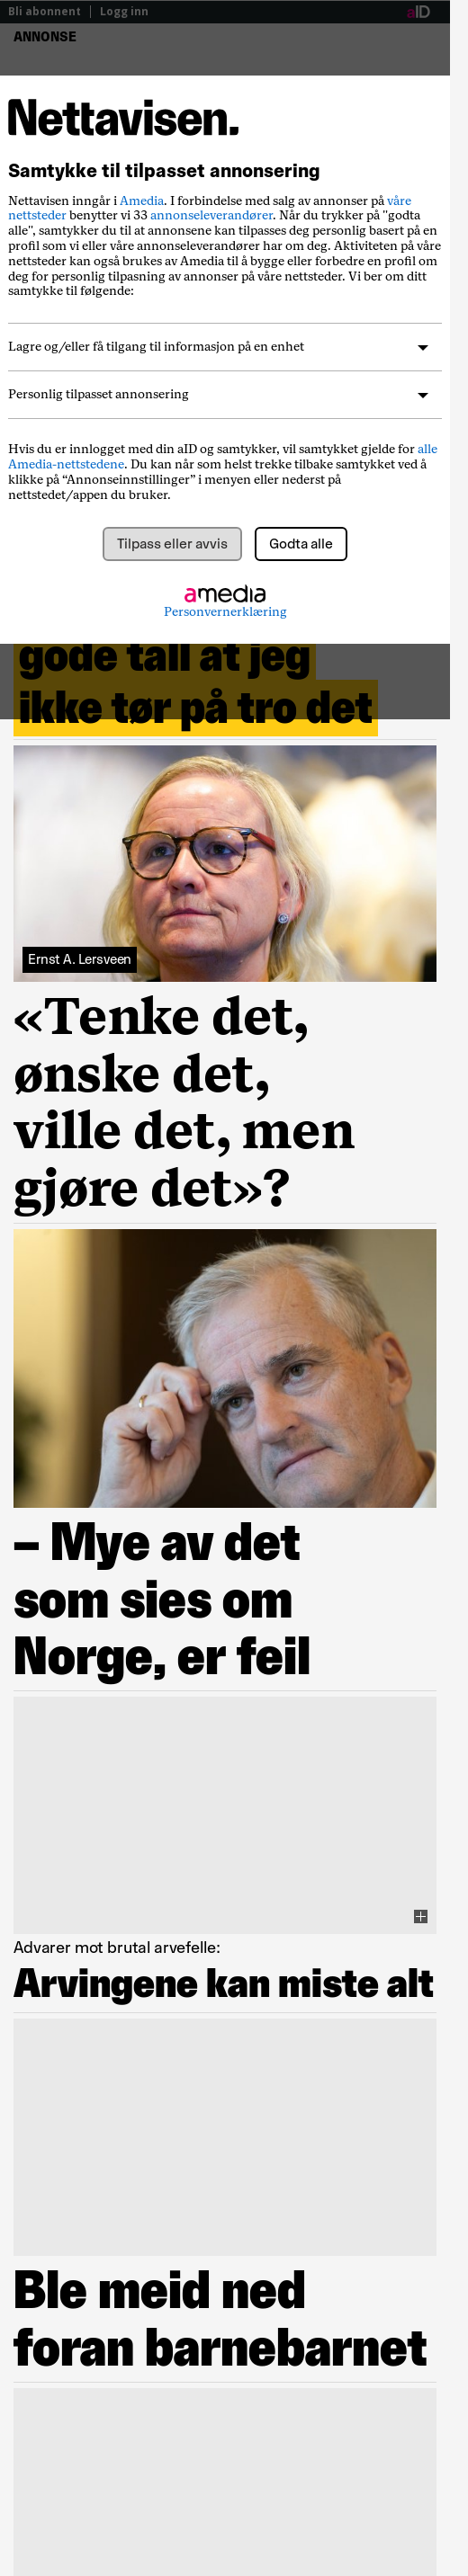 Bli abonnent
Logg inn
aID
ANNONSE
Nettavisen.
Samtykke til tilpasset annonsering
Nettavisen inngår i Amedia. I forbindelse med salg av annonser på våre
nettsteder benytter vi 33 annonseleverandører. Når du trykker på "godta
alle", samtykker du til at annonsene kan tilpasses deg personlig basert på en
profil som vi eller våre annonseleverandører har om deg. Aktiviteten på våre
nettsteder kan også brukes av Amedia til å bygge eller forbedre en profil om
deg for personlig tilpasning av annonser på våre nettsteder. Vi ber om ditt
samtykke til følgende:
Lagre og/eller få tilgang til informasjon på en enhet
Personlig tilpasset annonsering
Hvis du er innlogget med din aID og samtykker, vil samtykket gjelde for alle
Amedia-nettstedene. Du kan når som helst trekke tilbake samtykket ved å
klikke på “Annonseinnstillinger” i menyen eller nederst på
nettstedet/appen du bruker.
Tilpass eller avvis
Godta alle
amedia
Personvernerklæring
gode tall at jeg
ikke tør på tro det
Ernst A. Lersveen
«Tenke det,
ønske det,
ville det, men
gjøre det»?
– Mye av det
som sies om
Norge, er feil
Advarer mot brutal arvefelle:
Arvingene kan miste alt
Ble meid ned
foran barnebarnet